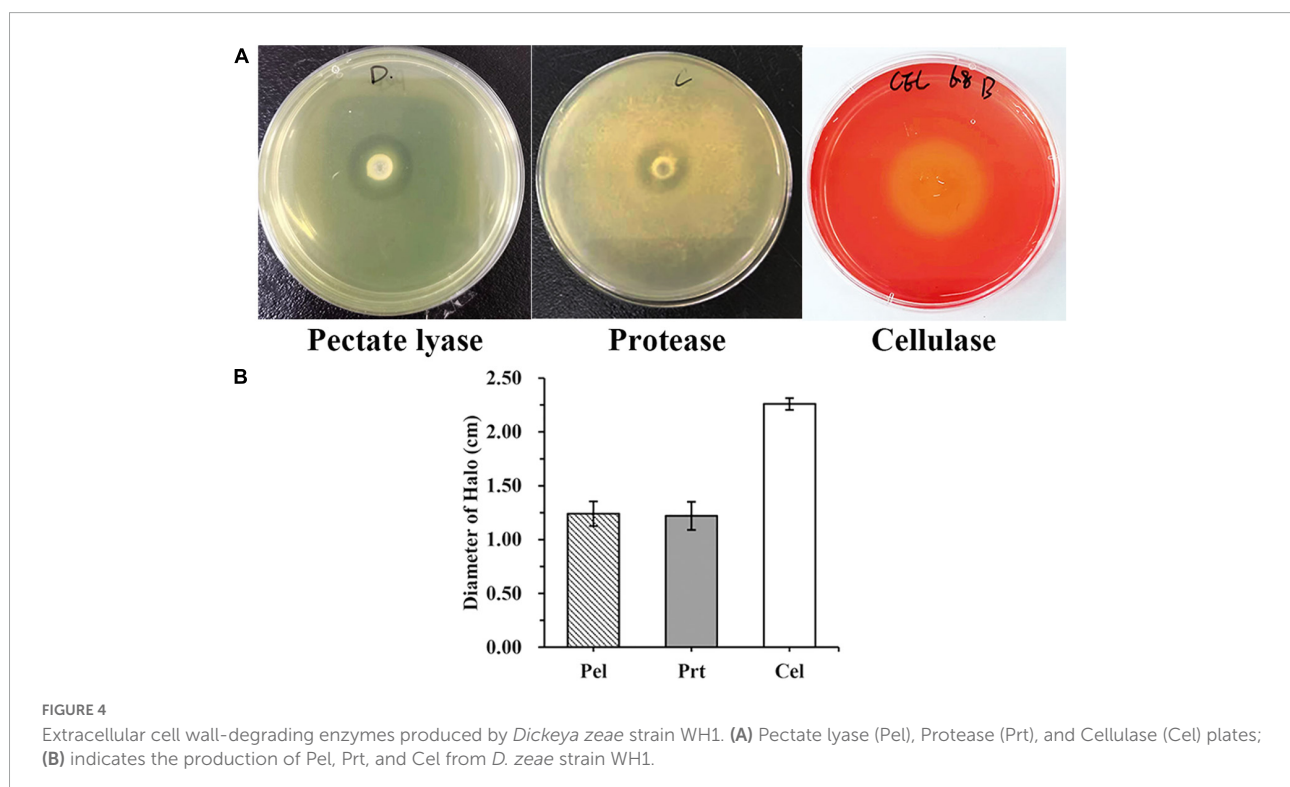 A
D.
C
CEL 68 B
Pectate lyase Protease Cellulase
B
2.50
2.00
1.50
1.00
0.50
0.00
Diameter of Halo (cm)
Pel Prt Cel
FIGURE 4
Extracellular cell wall-degrading enzymes produced by Dickeya zeae strain WH1. (A) Pectate lyase (Pel), Protease (Prt), and Cellulase (Cel) plates;
(B) indicates the production of Pel, Prt, and Cel from D. zeae strain WH1.